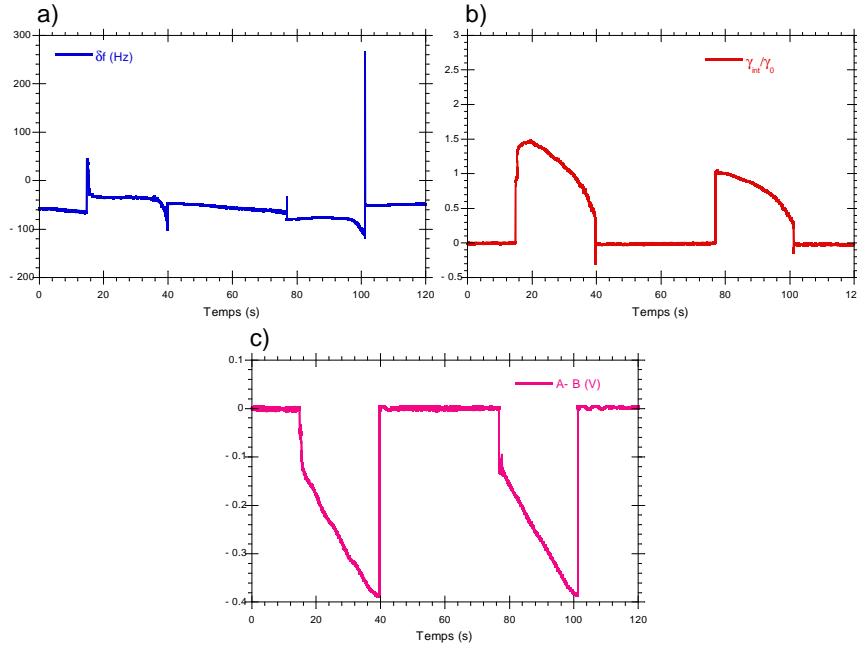 a)
300
200
100
0
- 100
- 200
δf (Hz)
0 20 40 60 80 100 120
Temps (s)
b)
3
2.5
2
1.5
1
0.5
0
- 0.5
γint/γ0
0 20 40 60 80 100 120
Temps (s)
c)
0.1
0
- 0.1
- 0.2
- 0.3
- 0.4
A- B (V)
0 20 40 60 80 100 120
Temps (s)